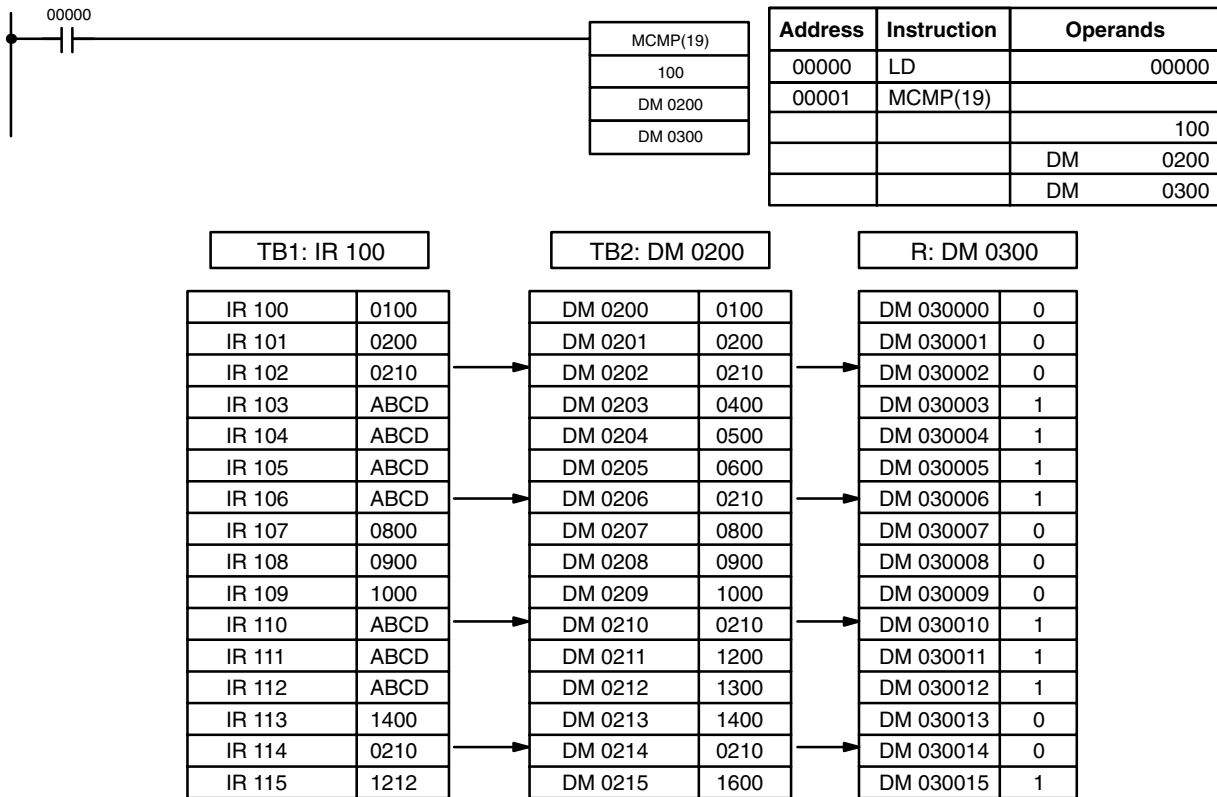 00000
MCMP(19)
100
DM 0200
DM 0300
Address Instruction Operands
00000 LD 00000
00001 MCMP(19)
100
DM 0200
DM 0300
TB1: IR 100 TB2: DM 0200 R: DM 0300
IR 100 0100 DM 0200 0100 DM 030000 0
IR 101 0200 DM 0201 0200 DM 030001 0
IR 102 0210 DM 0202 0210 DM 030002 0
IR 103 ABCD DM 0203 0400 DM 030003 1
IR 104 ABCD DM 0204 0500 DM 030004 1
IR 105 ABCD DM 0205 0600 DM 030005 1
IR 106 ABCD DM 0206 0210 DM 030006 1
IR 107 0800 DM 0207 0800 DM 030007 0
IR 108 0900 DM 0208 0900 DM 030008 0
IR 109 1000 DM 0209 1000 DM 030009 0
IR 110 ABCD DM 0210 0210 DM 030010 1
IR 111 ABCD DM 0211 1200 DM 030011 1
IR 112 ABCD DM 0212 1300 DM 030012 1
IR 113 1400 DM 0213 1400 DM 030013 0
IR 114 0210 DM 0214 0210 DM 030014 0
IR 115 1212 DM 0215 1600 DM 030015 1